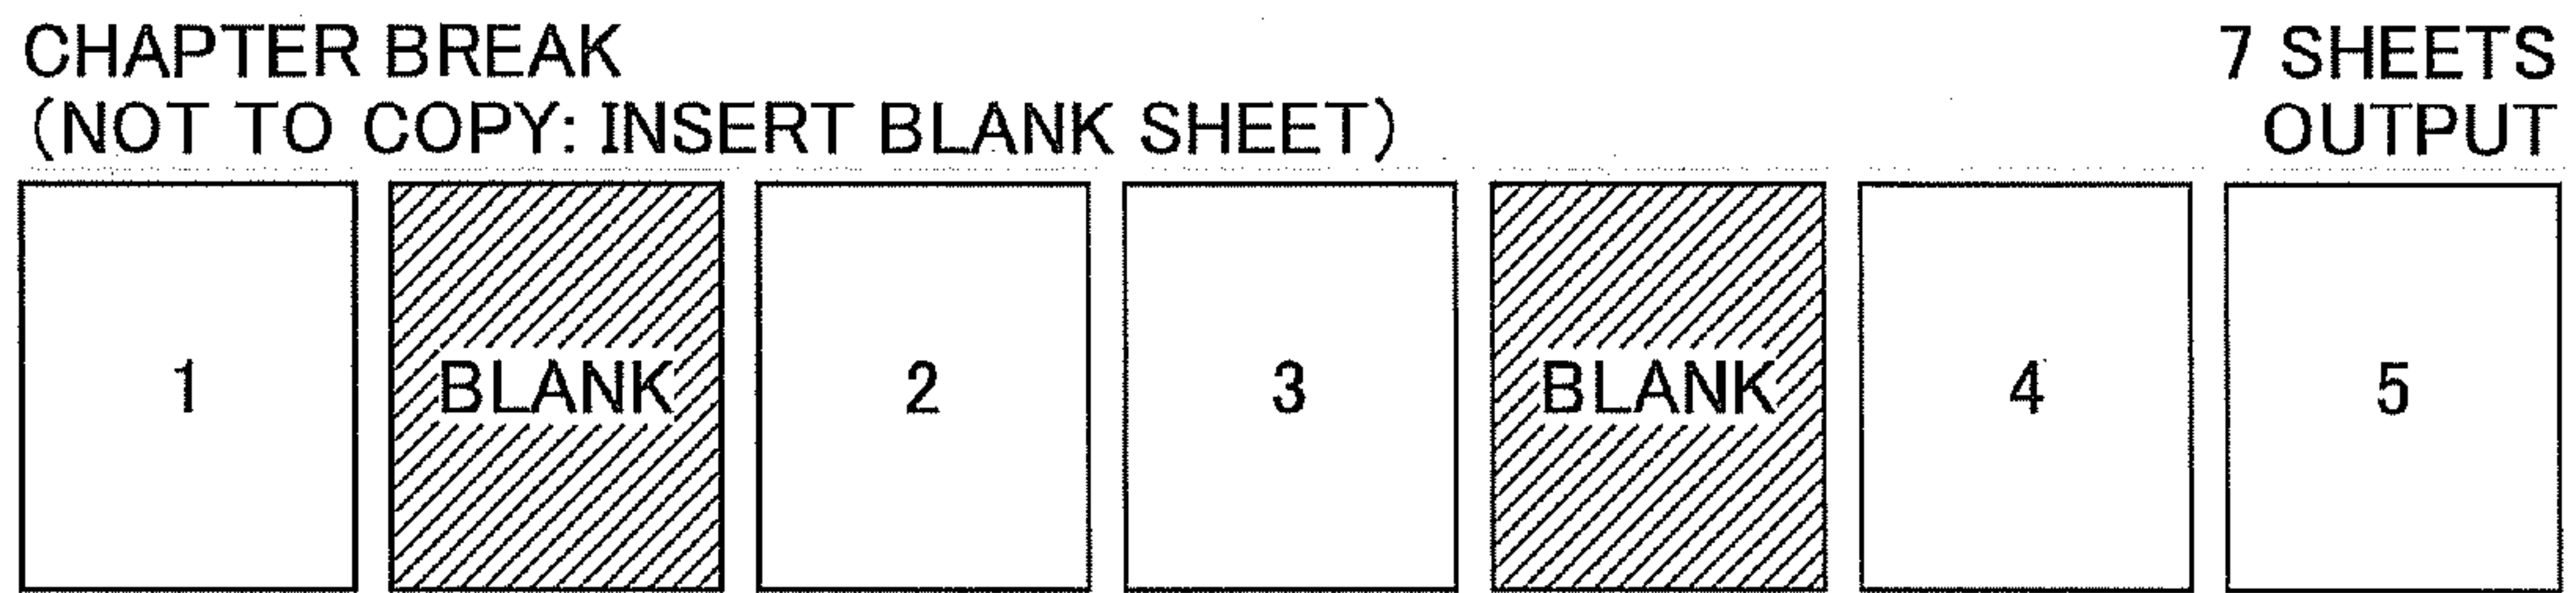 CHAPTER BREAK
(NOT TO COPY: INSERT BLANK SHEET)
7 SHEETS
OUTPUT
1 BLANK 2 3 BLANK 4 5